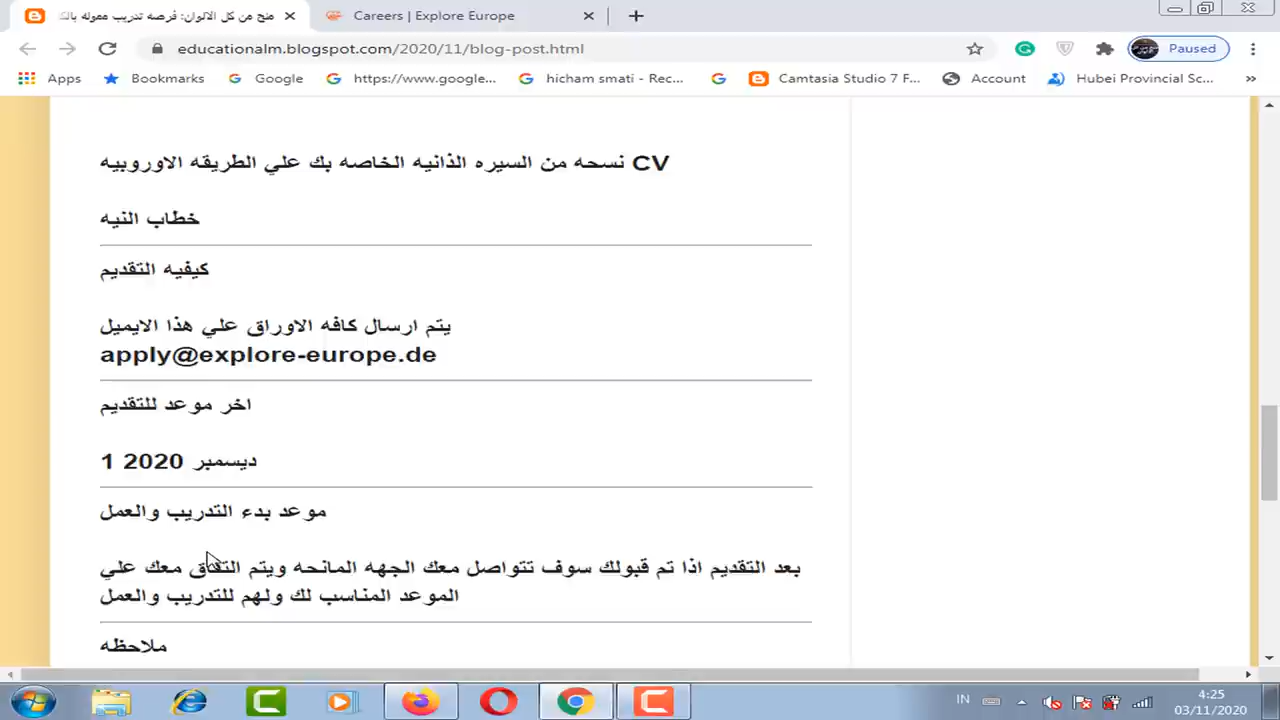 منح من كل الالوان: فرصه تدريب ممولة بالك
Careers | Explore Europe
educationalm.blogspot.com/2020/11/blog-post.html
Paused
Apps
Bookmarks
Google
https://www.google...
hicham smati - Rec...
Camtasia Studio 7 F...
Account
Hubei Provincial Sc...
»
CV نسحه من السيره الذاتيه الخاصه بك علي الطريقه الاوروبيه
خطاب النيه
كيفيه التقديم
يتم ارسال كافه الاوراق علي هذا الايميل
apply@explore-europe.de
اخر موعد للتقديم
1 ديسمبر 2020
موعد بدء التدريب والعمل
بعد التقديم اذا تم قبولك سوف تتواصل معك الجهه المانحه ويتم التفاق معك علي
الموعد المناسب لك ولهم للتدريب والعمل
ملاحظه
IN
4:25
03/11/2020